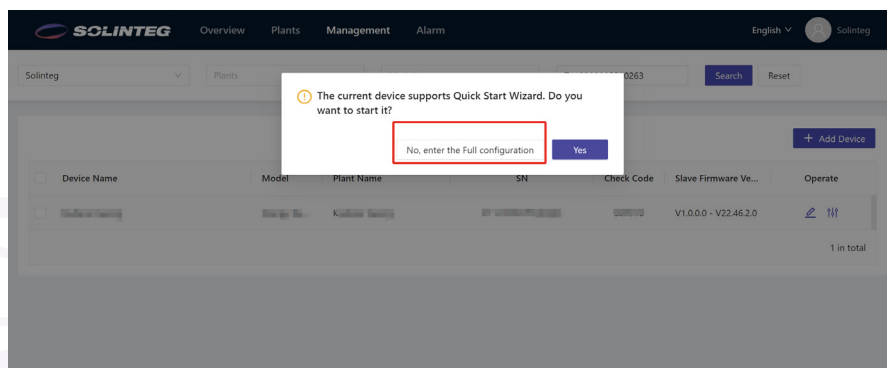 SOLINTEG Overview Plants Management Alarm English Solinteg
Solinteg Plants 0263 Search Reset
The current device supports Quick Start Wizard. Do you
want to start it?
No, enter the Full configuration Yes
+ Add Device
Device Name Model Plant Name SN Check Code Slave Firmware Ve... Operate
V1.0.0.0 - V22.46.2.0
1 in total